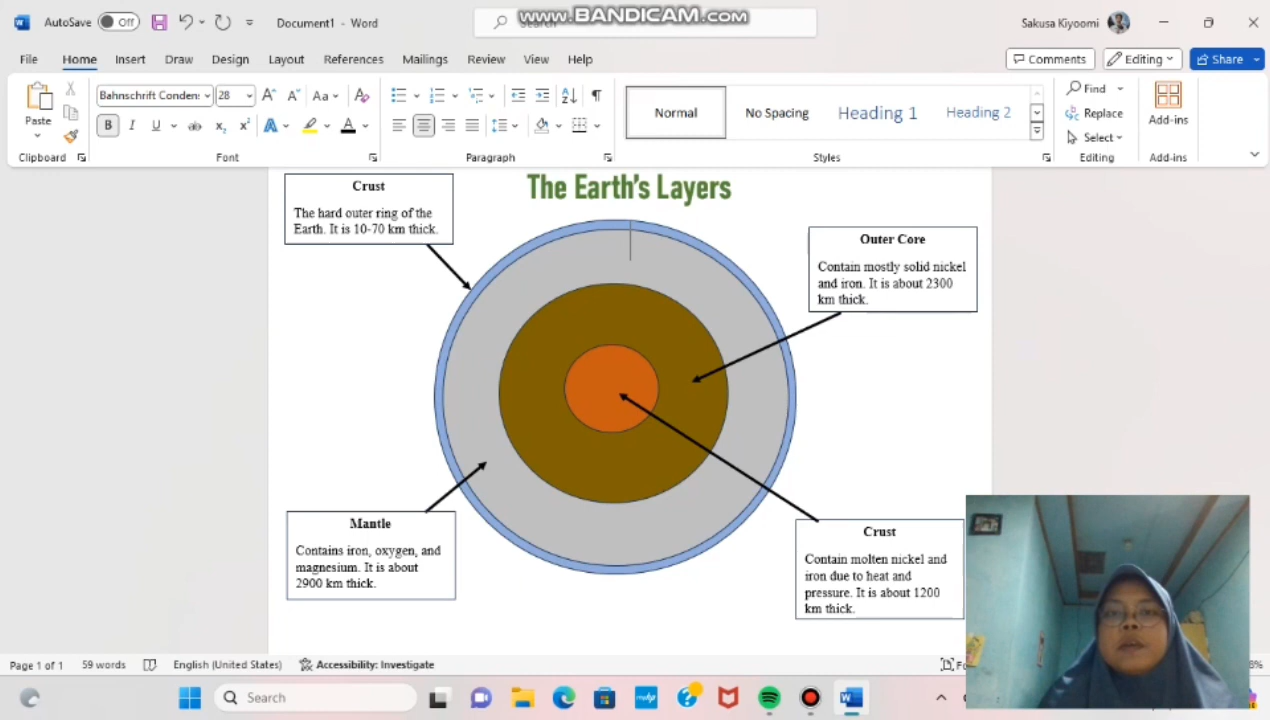 www.BANDICAM.com
AutoSave Off Document1 - Word Sakusa Kiyoomi
File Home Insert Draw Design Layout References Mailings Review View Help Comments Editing Share
Paste
Bahnschrift Conden: 28
Normal No Spacing Heading 1 Heading 2
Find
Replace
Select
Add-ins
Clipboard Font Paragraph Styles Editing Add-ins
The Earth's Layers
Crust
The hard outer ring of the
Earth. It is 10-70 km thick.
Outer Core
Contain mostly solid nickel
and iron. It is about 2300
km thick.
Mantle
Contains iron, oxygen, and
magnesium. It is about
2900 km thick.
Crust
Contain molten nickel and
iron due to heat and
pressure. It is about 1200
km thick.
Page 1 of 1 59 words English (United States) Accessibility: Investigate
Search